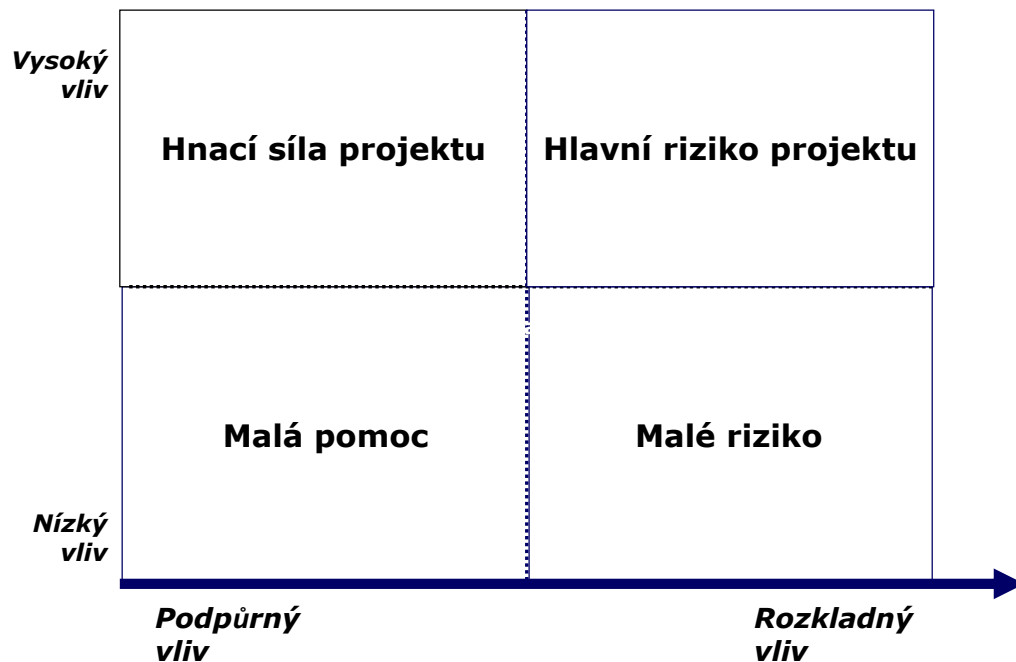 Vysoký
vliv
Hnací síla projektu
Hlavní riziko projektu
Malá pomoc
Malé riziko
Nízký
vliv
Podpůrný
vliv
Rozkladný
vliv